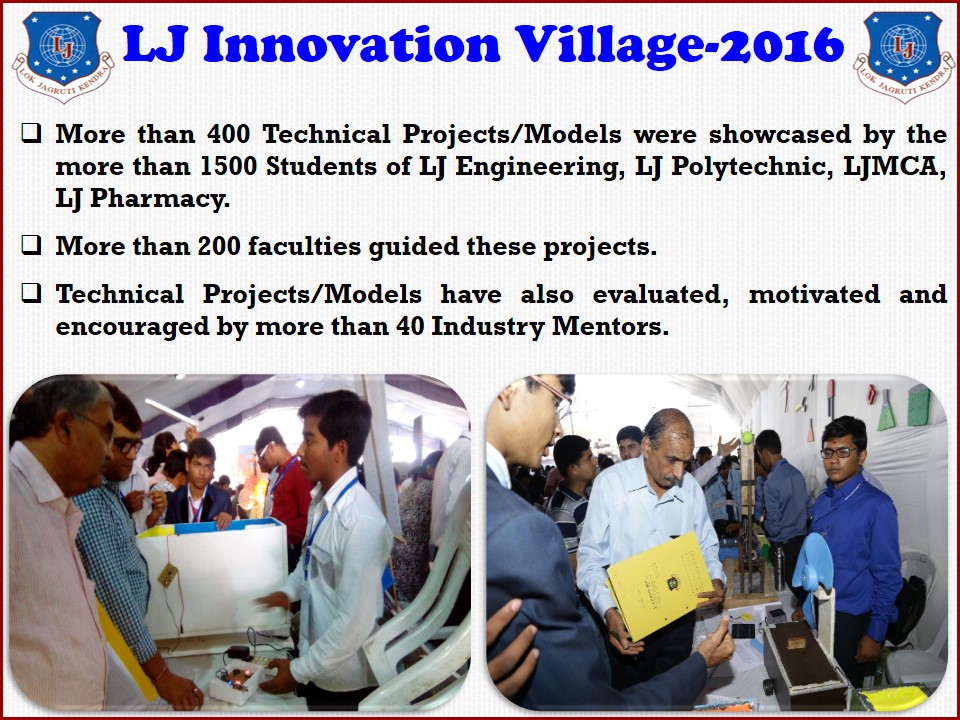 LJ Innovation Village-2016
LJ
LOK JAGRUTI KENDRA
LJ
LOK JAGRUTI KENDRA
More than 400 Technical Projects/Models were showcased by the
more than 1500 Students of LJ Engineering, LJ Polytechnic, LJMCA,
LJ Pharmacy.
More than 200 faculties guided these projects.
Technical Projects/Models have also evaluated, motivated and
encouraged by more than 40 Industry Mentors.